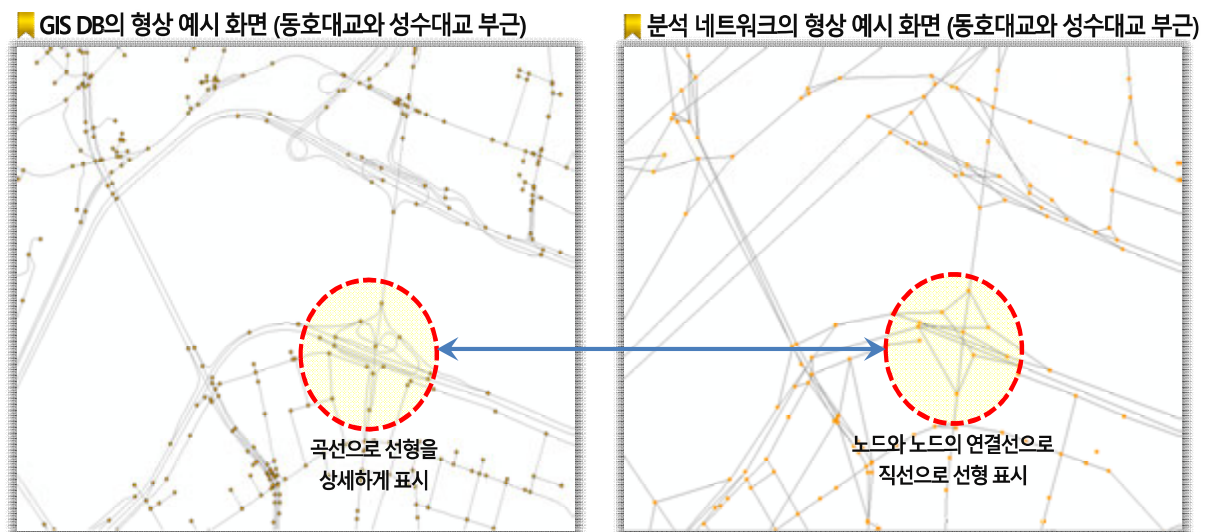 GIS DB의 형상 예시 화면 (동호대교와 성수대교 부근)
분석 네트워크의 형상 예시 화면 (동호대교와 성수대교 부근)
곡선으로 선형을
상세하게 표시
노드와 노드의 연결선으로
직선으로 선형 표시